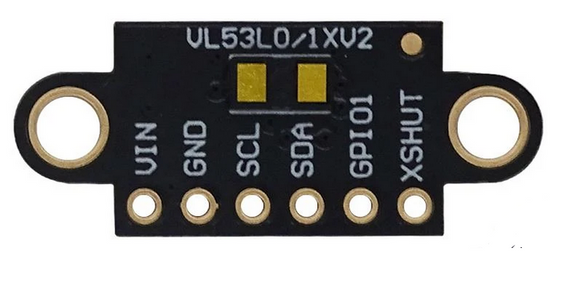 VL53L0/1XV2
VIN
GND
SCL
SDA
GPIO1
XSHUT